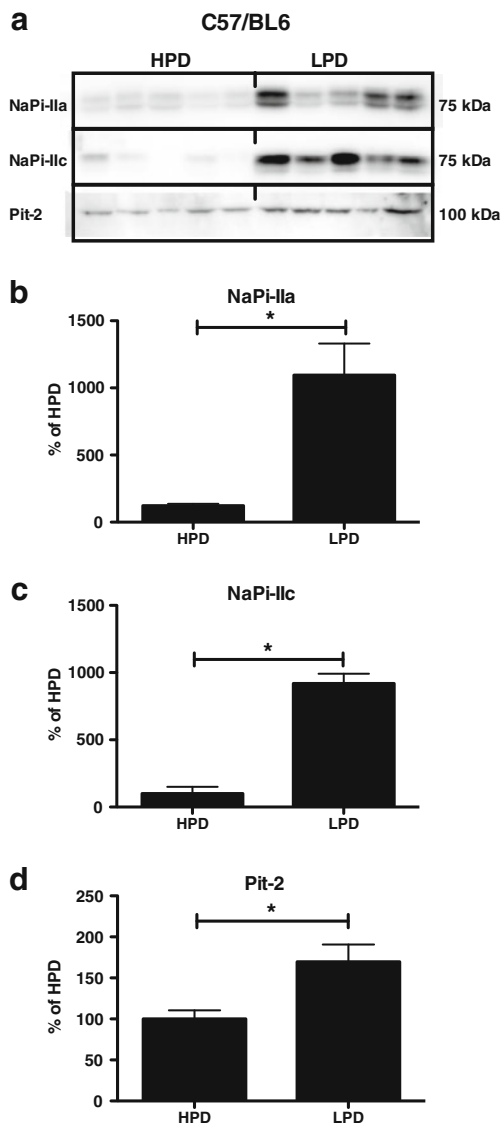 a
C57/BL6
HPD LPD
NaPi-IIa 75 kDa
NaPi-IIc 75 kDa
Pit-2 100 kDa
b
NaPi-IIa
1500
1000
500
0
% of HPD
*
HPD LPD
c
NaPi-IIc
1500
1000
500
0
% of HPD
*
HPD LPD
d
Pit-2
250
200
150
100
50
0
% of HPD
*
HPD LPD